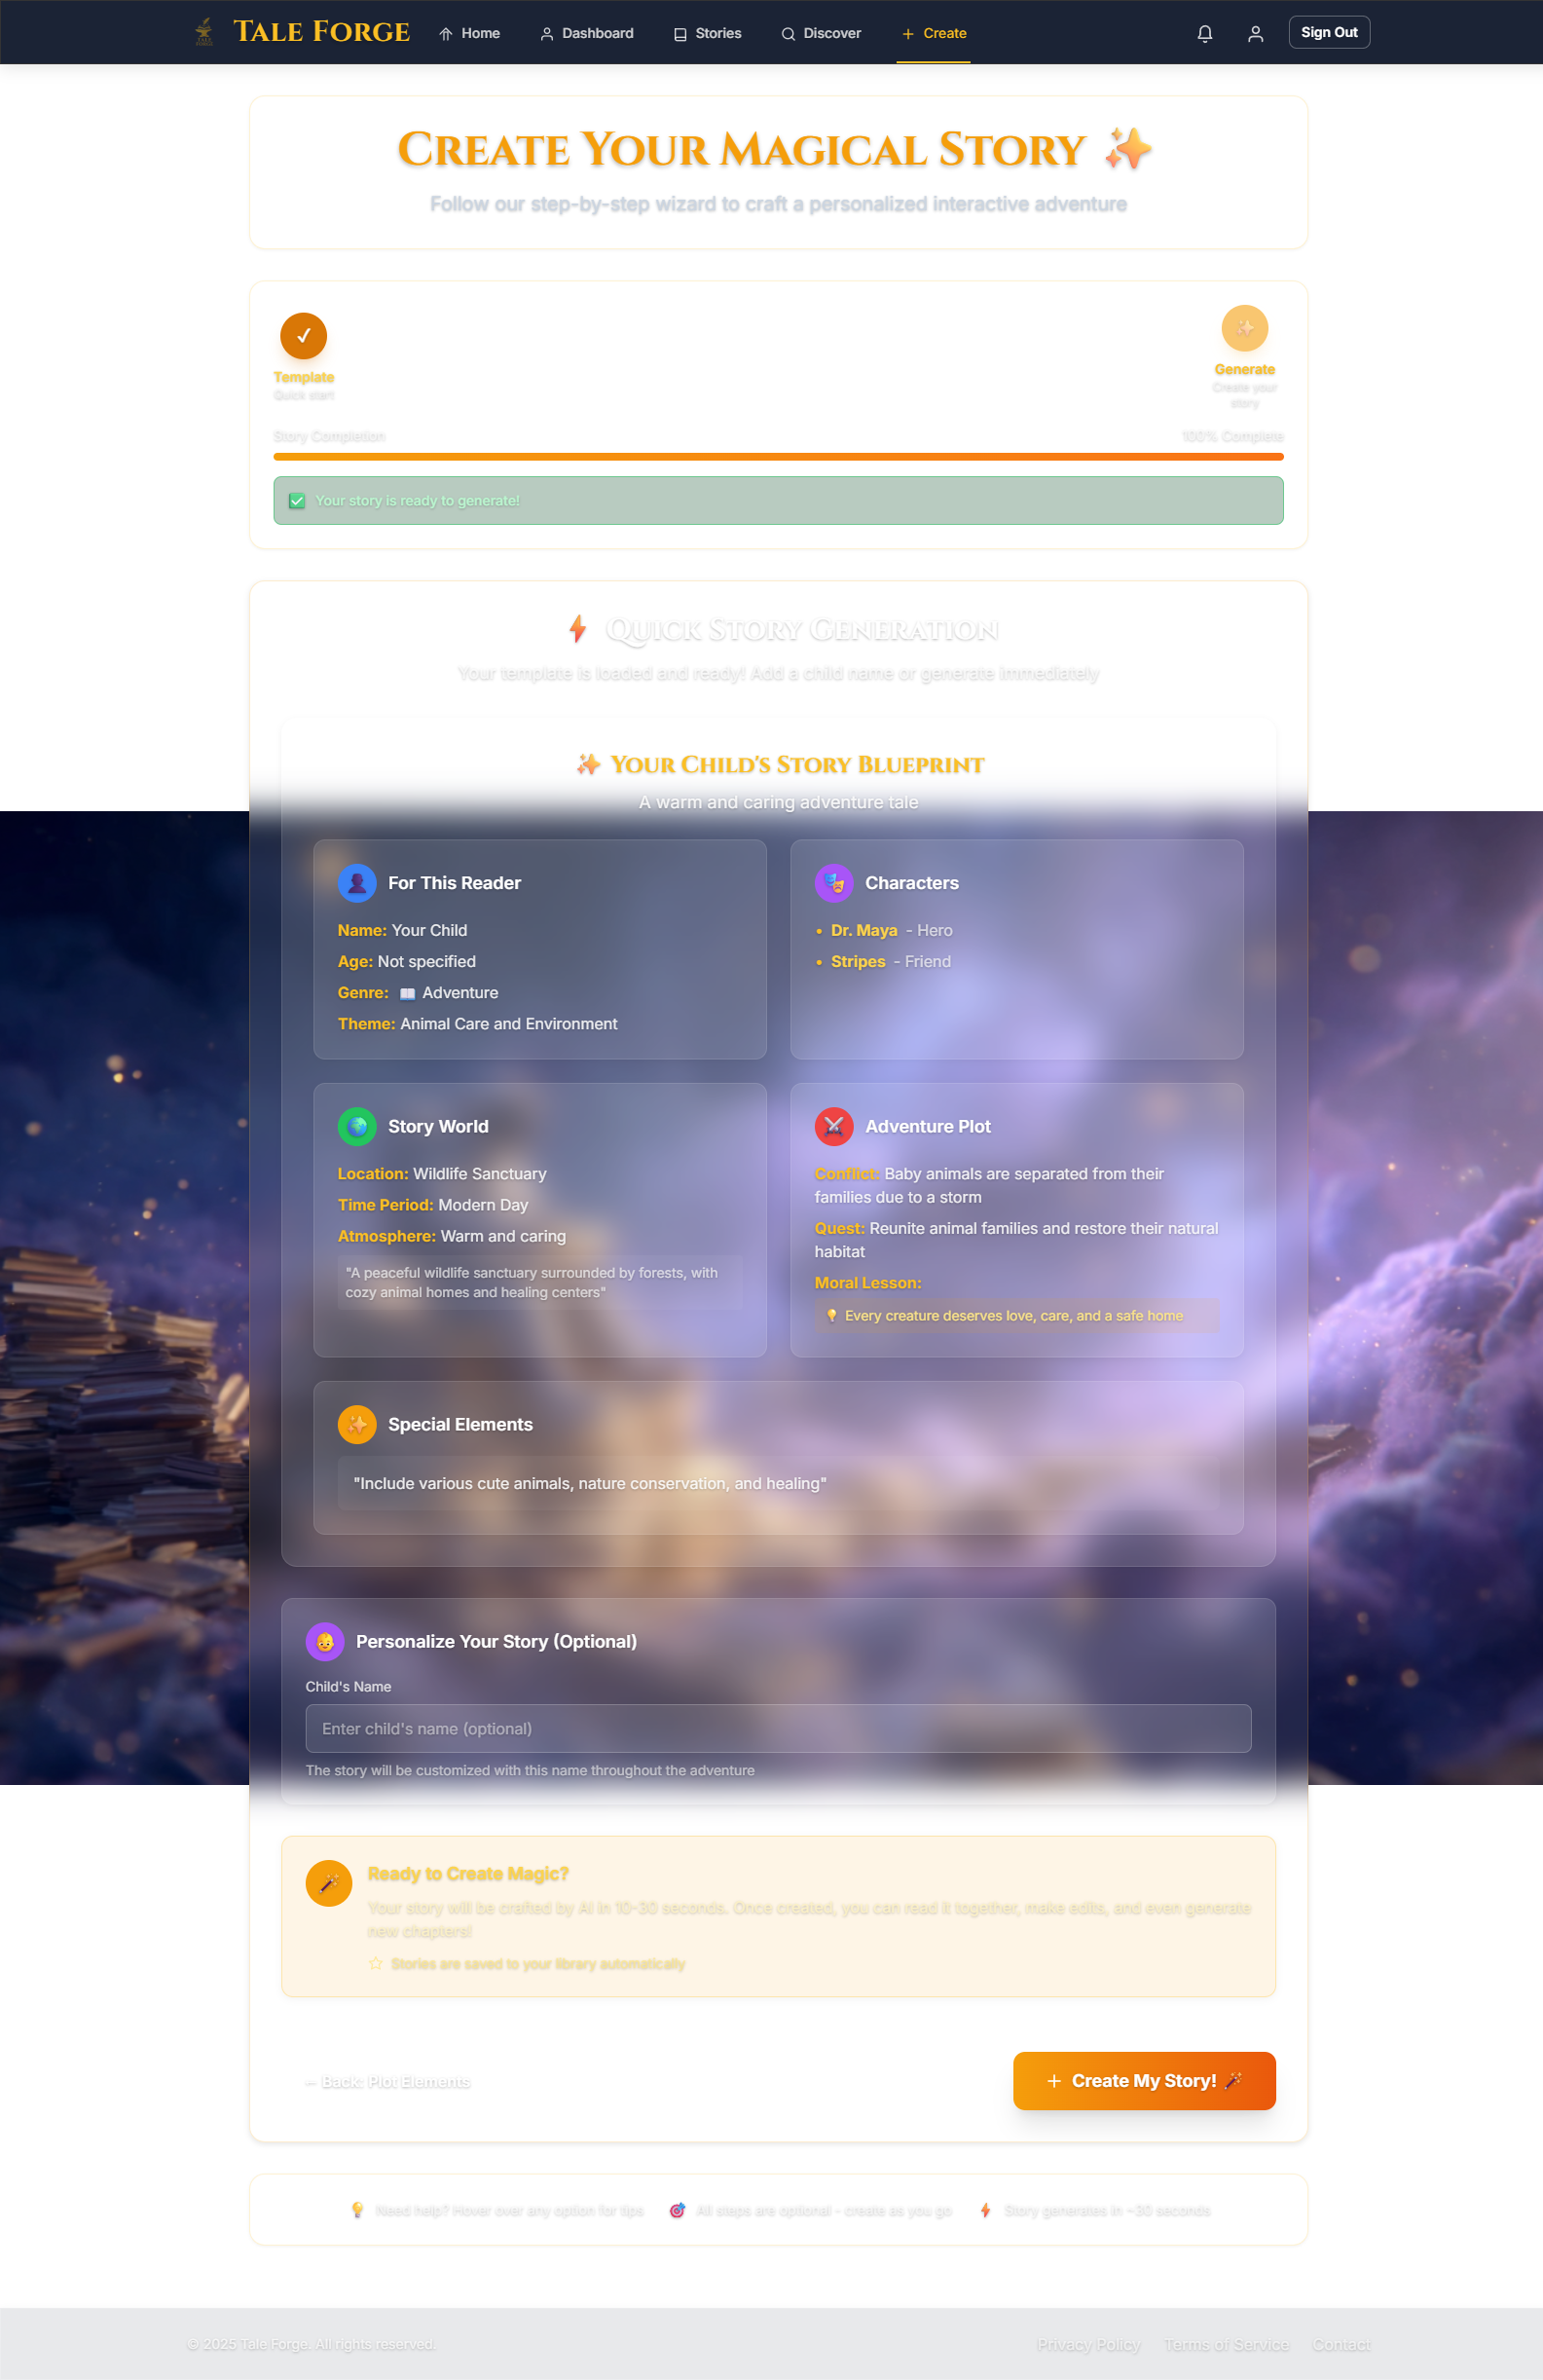 Tale Forge
Home
Dashboard
Stories
Discover
Create
Sign Out
Create Your Magical Story ✨
Follow our step-by-step wizard to craft a personalized interactive adventure
Template
Quick start
Generate
Create your
story
Story Completion
100% Complete
✅ Your story is ready to generate!
⚡ Quick Story Generation
Your template is loaded and ready! Add a child name or generate immediately
✨ Your Child's Story Blueprint
A warm and caring adventure tale
For This Reader
Name: Your Child
Age: Not specified
Genre: 📖 Adventure
Theme: Animal Care and Environment
Characters
• Dr. Maya - Hero
• Stripes - Friend
Story World
Location: Wildlife Sanctuary
Time Period: Modern Day
Atmosphere: Warm and caring
"A peaceful wildlife sanctuary surrounded by forests, with
cozy animal homes and healing centers"
Adventure Plot
Conflict: Baby animals are separated from their
families due to a storm
Quest: Reunite animal families and restore their natural
habitat
Moral Lesson:
💡 Every creature deserves love, care, and a safe home
Special Elements
"Include various cute animals, nature conservation, and healing"
Personalize Your Story (Optional)
Child's Name
Enter child's name (optional)
The story will be customized with this name throughout the adventure
Ready to Create Magic?
Your story will be crafted by AI in 10-30 seconds. Once created, you can read it together, make edits, and even generate
new chapters!
Stories are saved to your library automatically
← Back: Plot Elements
+ Create My Story! 🪄
💡 Need help? Hover over any option for tips
🎯 All steps are optional - create as you go
⚡ Story generates in ~30 seconds
© 2025 Tale Forge. All rights reserved.
Privacy Policy
Terms of Service
Contact